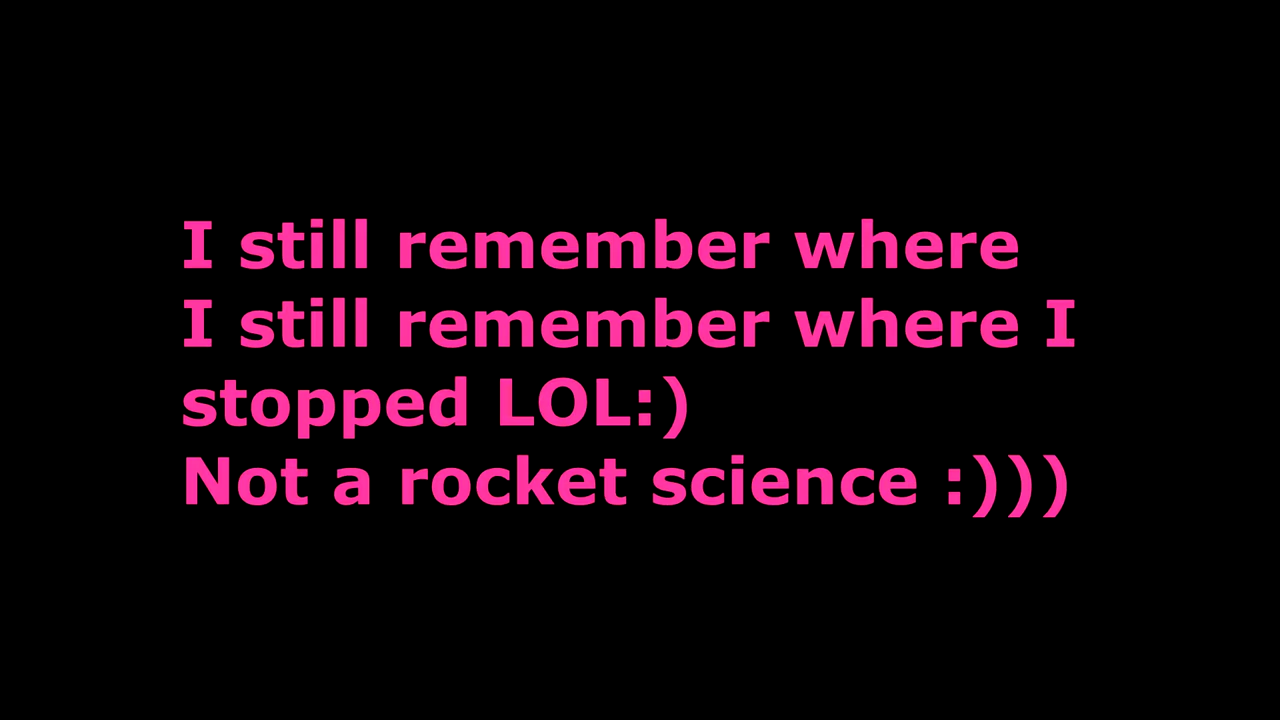 I still remember where
I still remember where I
stopped LOL:)
Not a rocket science :)))